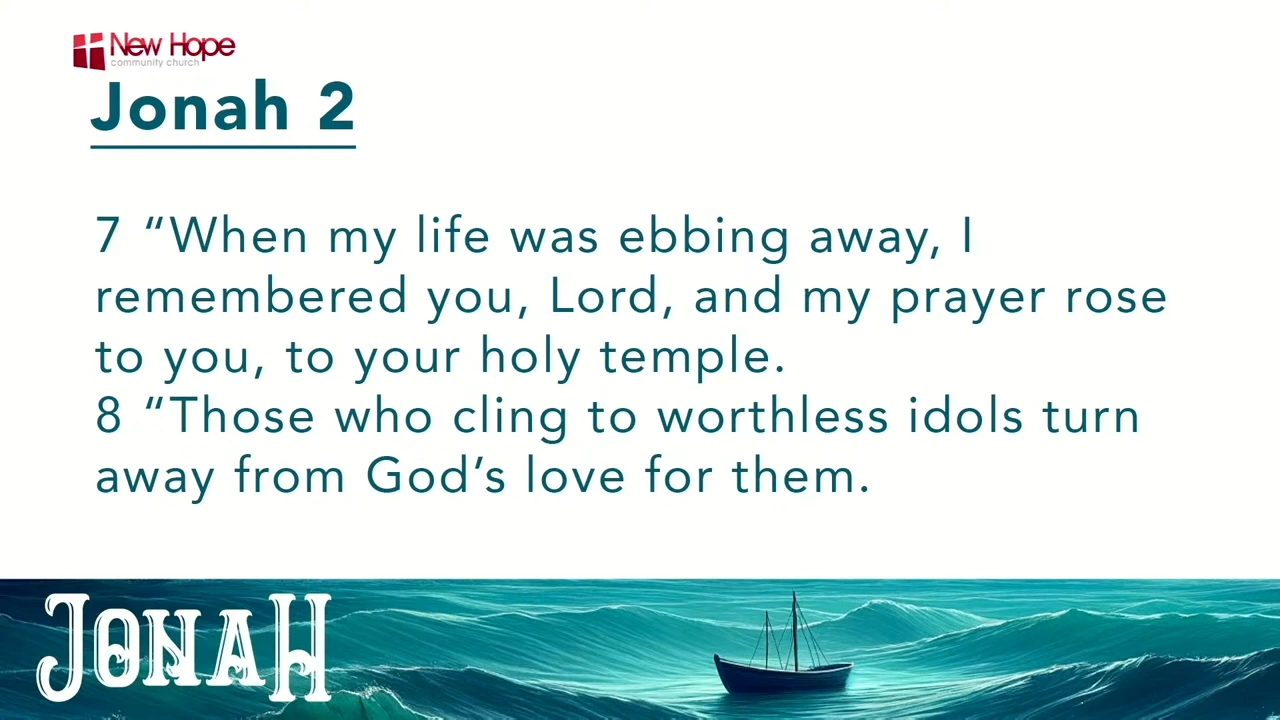 New Hope
community church
Jonah 2
7 “When my life was ebbing away, I
remembered you, Lord, and my prayer rose
to you, to your holy temple.
8 “Those who cling to worthless idols turn
away from God’s love for them.
JONAH